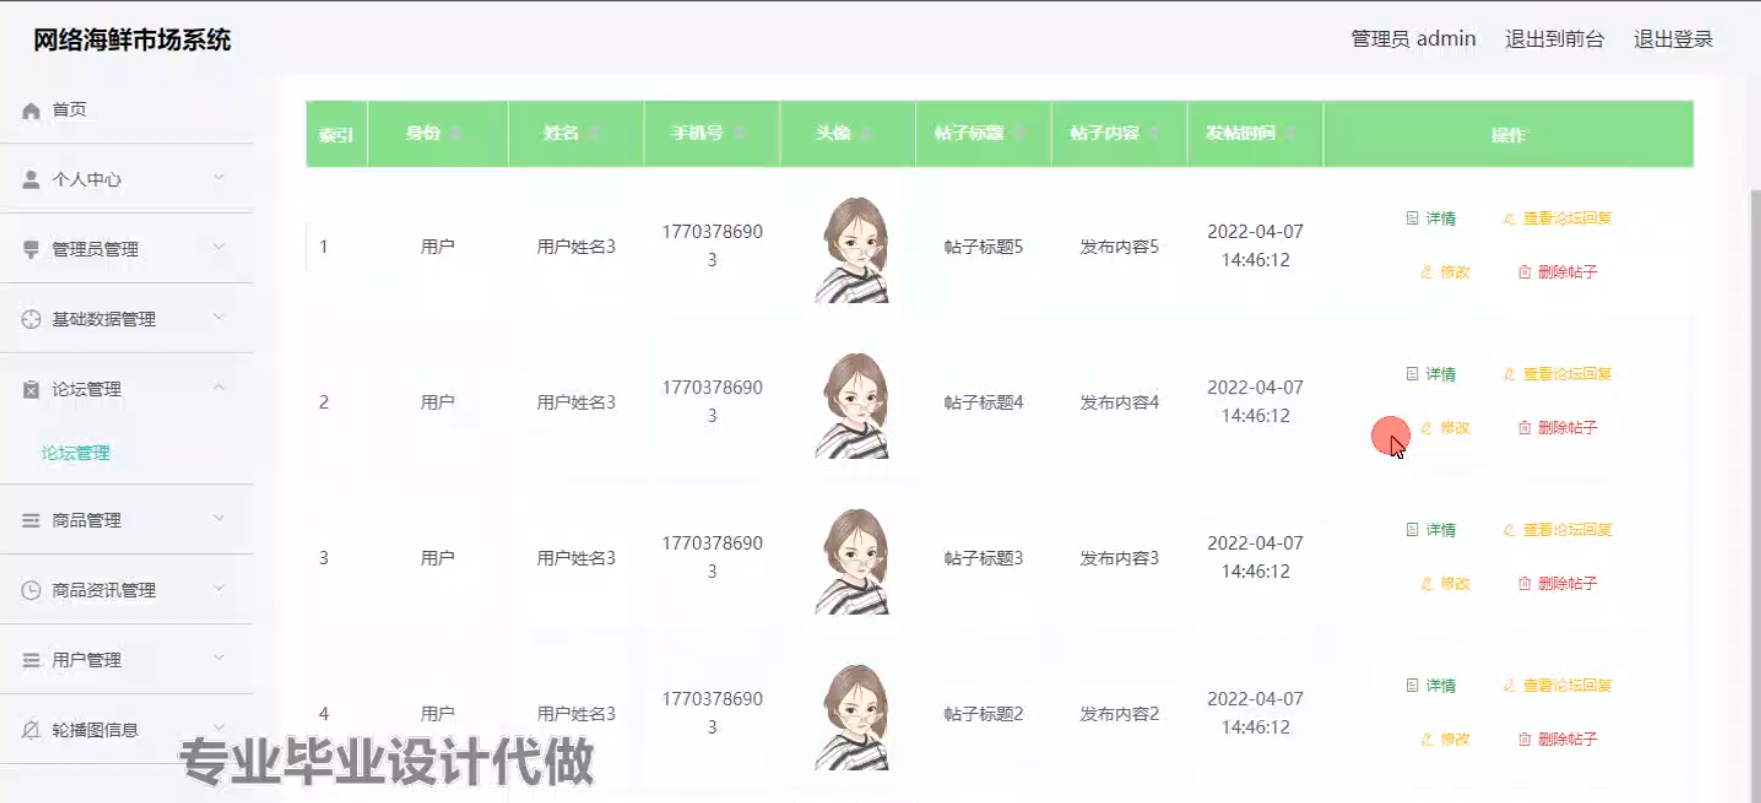 网络海鲜市场系统
管理员 admin 退出到前台 退出登录
首页
个人中心
管理员管理
基础数据管理
论坛管理
论坛管理
商品管理
商品资讯管理
用户管理
轮播图信息
索引 身份 姓名 手机号 头像 帖子标题 帖子内容 发帖时间 操作
1 用户 用户姓名3 17703786903 帖子标题5 发布内容5 2022-04-07 14:46:12 详情 查看论坛回复
修改 删除帖子
2 用户 用户姓名3 17703786903 帖子标题4 发布内容4 2022-04-07 14:46:12 详情 查看论坛回复
修改 删除帖子
3 用户 用户姓名3 17703786903 帖子标题3 发布内容3 2022-04-07 14:46:12 详情 查看论坛回复
修改 删除帖子
4 用户 用户姓名3 17703786903 帖子标题2 发布内容2 2022-04-07 14:46:12 详情 查看论坛回复
修改 删除帖子
专业毕业设计代做